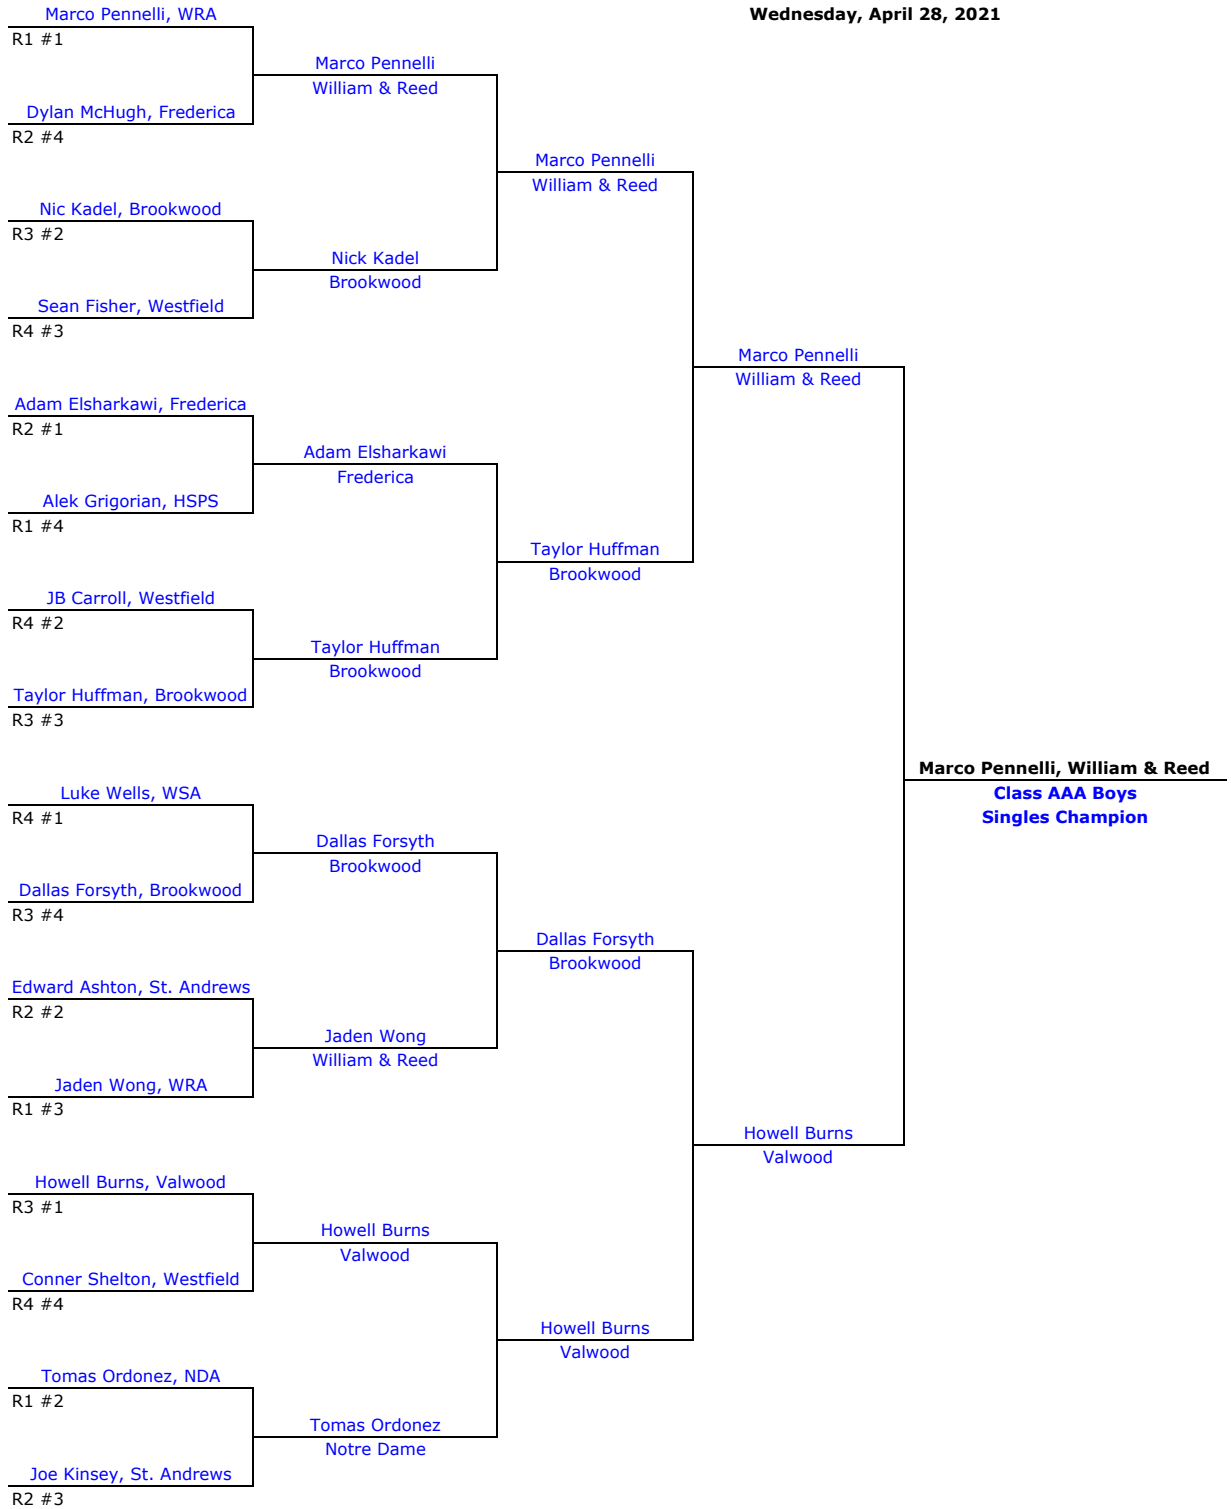 Marco Pennelli, WRA
Wednesday, April 28, 2021
R1 #1
Marco Pennelli
William & Reed
Dylan McHugh, Frederica
R2 #4
Marco Pennelli
William & Reed
Nic Kadel, Brookwood
R3 #2
Nick Kadel
Brookwood
Sean Fisher, Westfield
R4 #3
Marco Pennelli
William & Reed
Adam Elsharkawi, Frederica
R2 #1
Adam Elsharkawi
Frederica
Alek Grigorian, HSPS
R1 #4
Taylor Huffman
Brookwood
JB Carroll, Westfield
R4 #2
Taylor Huffman
Brookwood
Taylor Huffman, Brookwood
R3 #3
Marco Pennelli, William & Reed
Class AAA Boys
Singles Champion
Luke Wells, WSA
R4 #1
Dallas Forsyth
Brookwood
Dallas Forsyth, Brookwood
R3 #4
Dallas Forsyth
Brookwood
Edward Ashton, St. Andrews
R2 #2
Jaden Wong
William & Reed
Jaden Wong, WRA
R1 #3
Howell Burns
Valwood
Howell Burns, Valwood
R3 #1
Howell Burns
Valwood
Conner Shelton, Westfield
R4 #4
Howell Burns
Valwood
Tomas Ordonez, NDA
R1 #2
Tomas Ordonez
Notre Dame
Joe Kinsey, St. Andrews
R2 #3